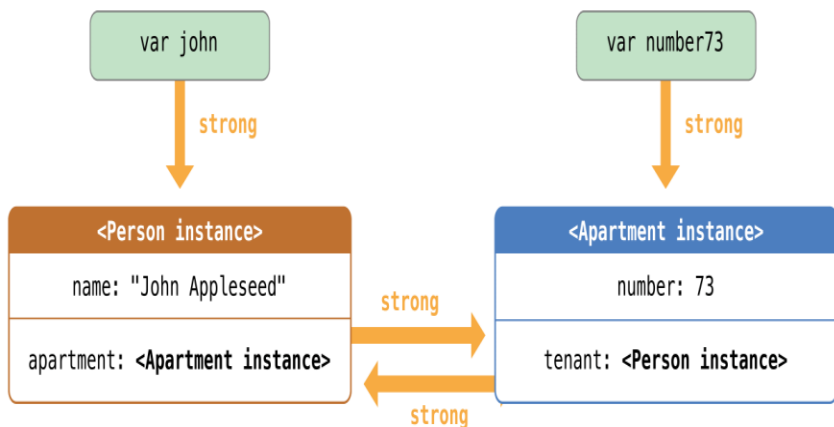 var john
var number73
strong
strong
<Person instance>
<Apartment instance>
name: "John Appleseed"
number: 73
strong
apartment: <Apartment instance>
tenant: <Person instance>
strong